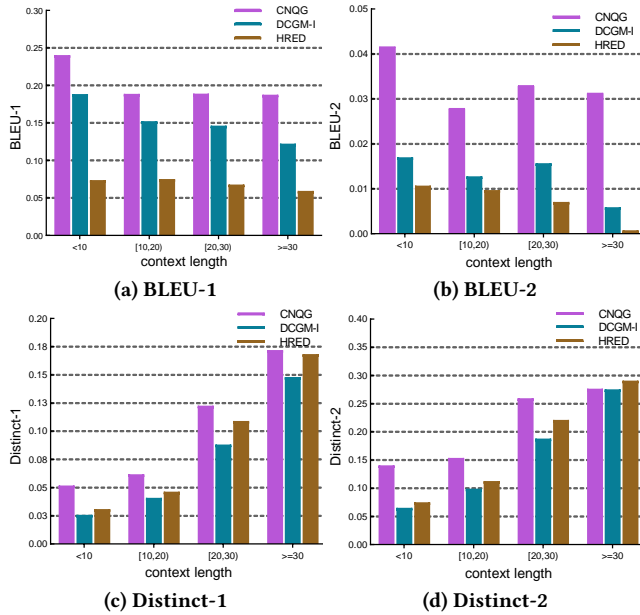 CNQG
DCGM-I
HRED
BLEU-1
0.30
0.25
0.20
0.15
0.10
0.05
0.00
<10 [10,20) [20,30) >=30
context length
(a) BLEU-1
CNQG
DCGM-I
HRED
BLEU-2
0.04
0.03
0.02
0.01
0.00
<10 [10,20) [20,30) >=30
context length
(b) BLEU-2
CNQG
DCGM-I
HRED
Distinct-1
0.20
0.18
0.15
0.13
0.10
0.08
0.05
0.03
0.00
<10 [10,20) [20,30) >=30
context length
(c) Distinct-1
CNQG
DCGM-I
HRED
Distinct-2
0.40
0.35
0.30
0.25
0.20
0.15
0.10
0.05
0.00
<10 [10,20) [20,30) >=30
context length
(d) Distinct-2